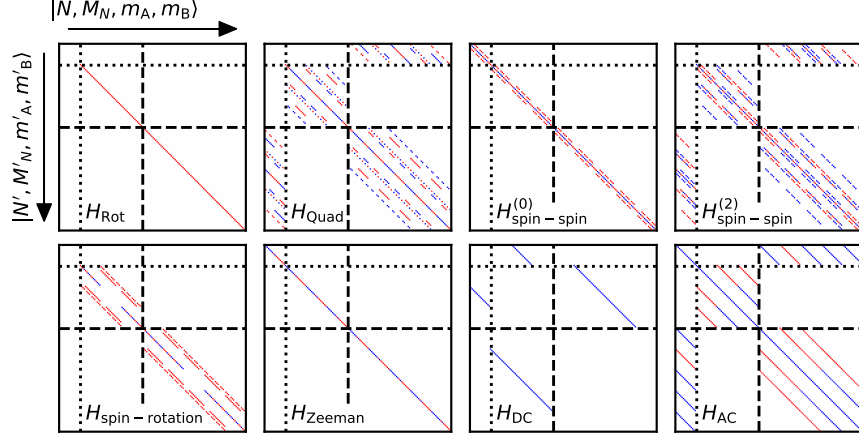 |N, M_N, m_A, m_B⟩
|N′, M′_N, m′_A, m′_B⟩
H_Rot
H_Quad
H^(0)_spin−spin
H^(2)_spin−spin
H_spin−rotation
H_Zeeman
H_DC
H_AC